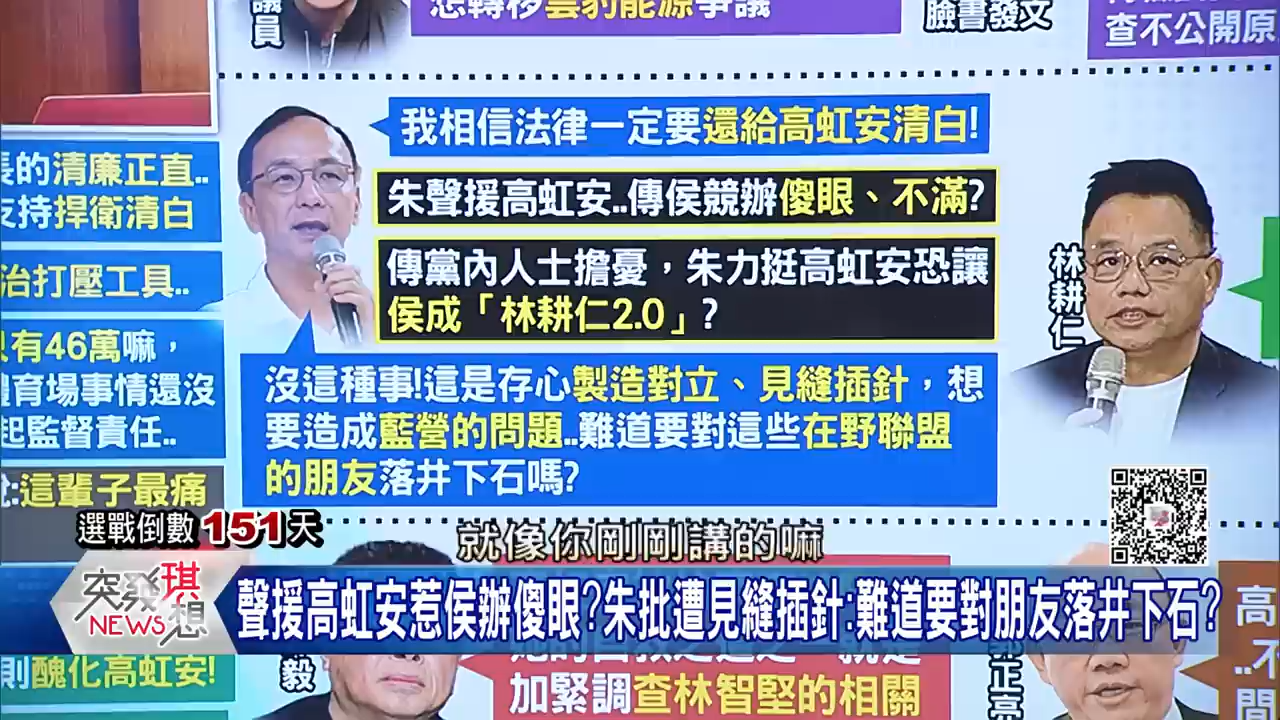 議員
想轉移雲豹能源爭議
臉書發文
查不公開原
長的清廉正直..
支持捍衛清白
治打壓工具..
只有46萬嘛，
體育場事情還沒
起監督責任..
:這輩子最痛
我相信法律一定要還給高虹安清白!
朱聲援高虹安..傳侯競辦傻眼、不滿?
傳黨內人士擔憂，朱力挺高虹安恐讓
侯成「林耕仁2.0」?
沒這種事!這是存心製造對立、見縫插針，想
要造成藍營的問題..難道要對這些在野聯盟
的朋友落井下石嗎?
林耕仁
選戰倒數151天
就像你剛剛講的嘛
突發琪想
NEWS
聲援高虹安惹侯辦傻眼?朱批遭見縫插針:難道要對朋友落井下石?
則醜化高虹安!
毅
加緊調查林智堅的相關
郭正亮
高
..不
間